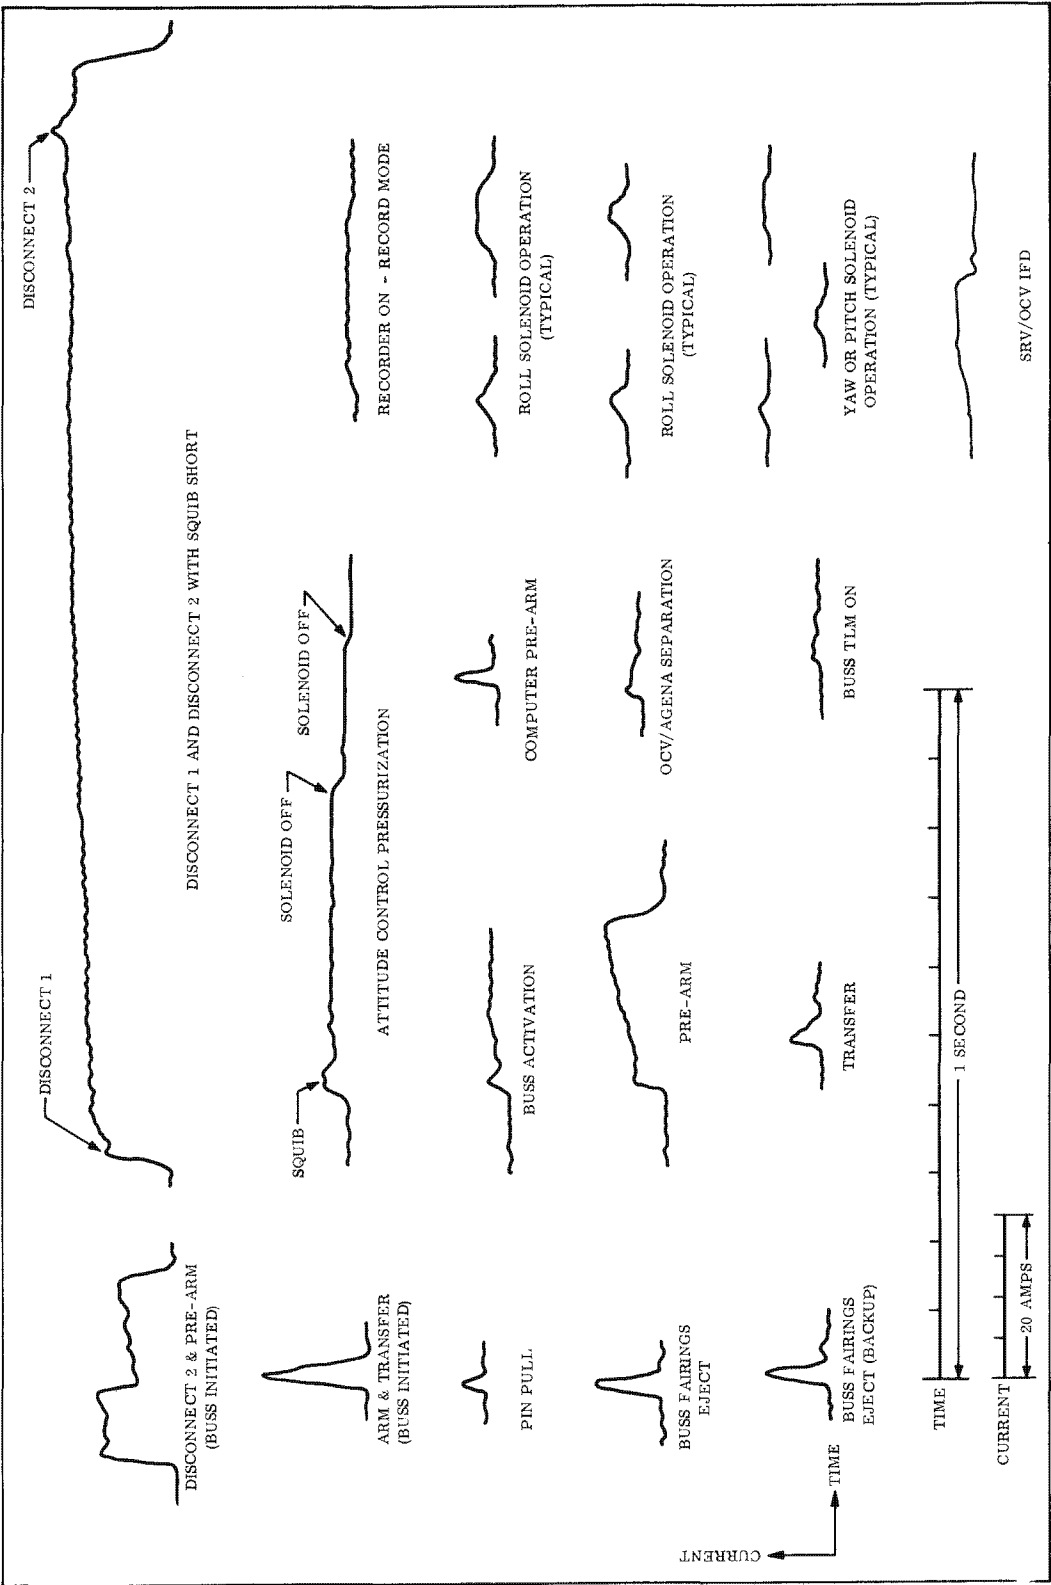 DISCONNECT 1
DISCONNECT 2
DISCONNECT 2 & PRE-ARM
(BUSS INITIATED)
DISCONNECT 1 AND DISCONNECT 2 WITH SQUIB SHORT
SQUIB
SOLENOID OFF
SOLENOID OFF
ARM & TRANSFER
(BUSS INITIATED)
ATTITUDE CONTROL PRESSURIZATION
RECORDER ON - RECORD MODE
PIN PULL
BUSS ACTIVATION
COMPUTER PRE-ARM
ROLL SOLENOID OPERATION
(TYPICAL)
BUSS FAIRINGS
EJECT
PRE-ARM
OCV/AGENA SEPARATION
ROLL SOLENOID OPERATION
(TYPICAL)
BUSS FAIRINGS
EJECT (BACKUP)
TRANSFER
BUSS TLM ON
YAW OR PITCH SOLENOID
OPERATION (TYPICAL)
CURRENT
TIME
TIME
1 SECOND
CURRENT
20 AMPS
SRV/OCV IFD